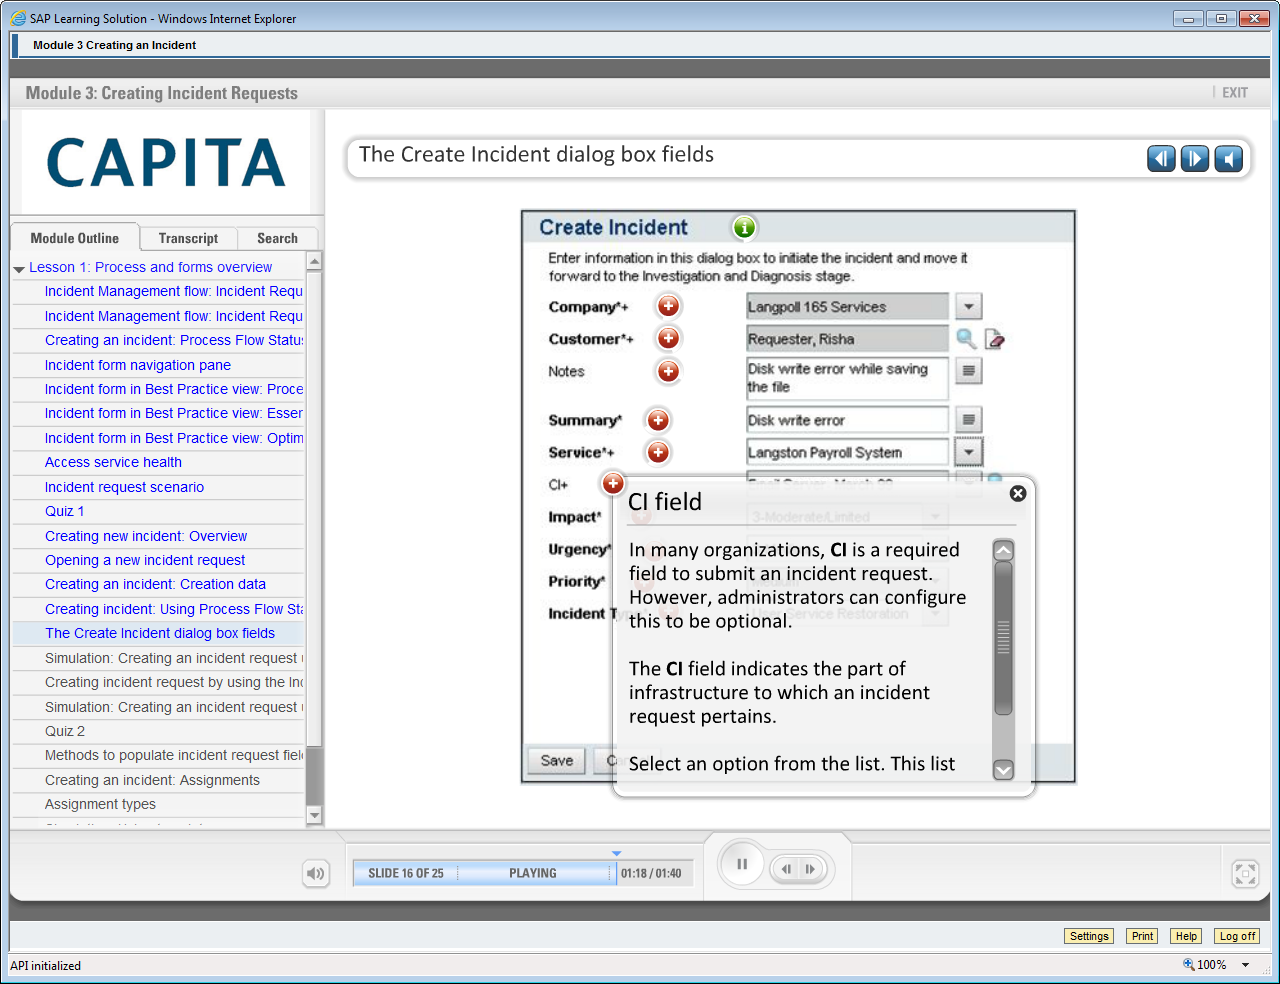 SAP Learning Solution - Windows Internet Explorer
Module 3 Creating an Incident
Module 3: Creating Incident Requests
EXIT
CAPITA
Module Outline
Transcript
Search
Lesson 1: Process and forms overview
Incident Management flow: Incident Requ
Incident Management flow: Incident Requ
Creating an incident: Process Flow Status
Incident form navigation pane
Incident form in Best Practice view: Proce
Incident form in Best Practice view: Esser
Incident form in Best Practice view: Optim
Access service health
Incident request scenario
Quiz 1
Creating new incident: Overview
Opening a new incident request
Creating an incident: Creation data
Creating incident: Using Process Flow Sta
The Create Incident dialog box fields
Simulation: Creating an incident request
Creating incident request by using the Inc
Simulation: Creating an incident request
Quiz 2
Methods to populate incident request field
Creating an incident: Assignments
Assignment types
The Create Incident dialog box fields
Create Incident
Enter information in this dialog box to initiate the incident and move it
forward to the Investigation and Diagnosis stage.
Company*+
Langpoll 165 Services
Customer*+
Requester, Risha
Notes
Disk write error while saving
the file
Summary*
Disk write error
Service*+
Langston Payroll System
CI+
Impact*
3-Moderate/Limited
Urgency*
Priority*
Incident Type*
User Service Restoration
Save
CI field
In many organizations, CI is a required
field to submit an incident request.
However, administrators can configure
this to be optional.
The CI field indicates the part of
infrastructure to which an incident
request pertains.
Select an option from the list. This list
SLIDE 16 OF 25
PLAYING
01:18 / 01:40
Settings
Print
Help
Log off
API initialized
100%